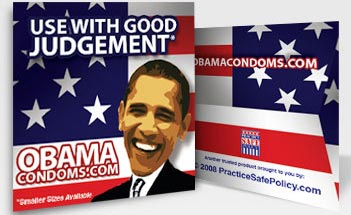 USE WITH GOOD
JUDGEMENT*
OBAMA
CONDOMS!COM
*Smaller Sizes Available
OBAMACONDOMS.COM
SAFE
Another trusted product brought to you by:
© 2008 PracticeSafePolicy.com